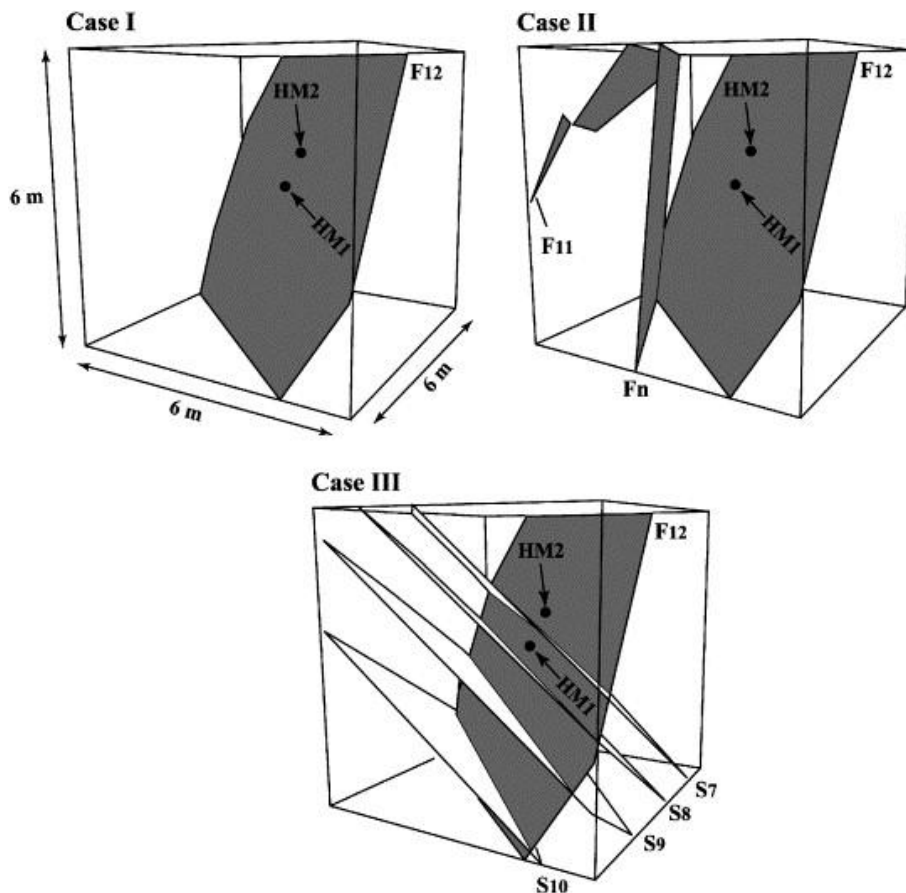 Case I
F12
HM2
HM1
6 m
6 m
6 m
Case II
F12
HM2
HM1
F11
Fn
Case III
F12
HM2
HM1
S7
S8
S9
S10